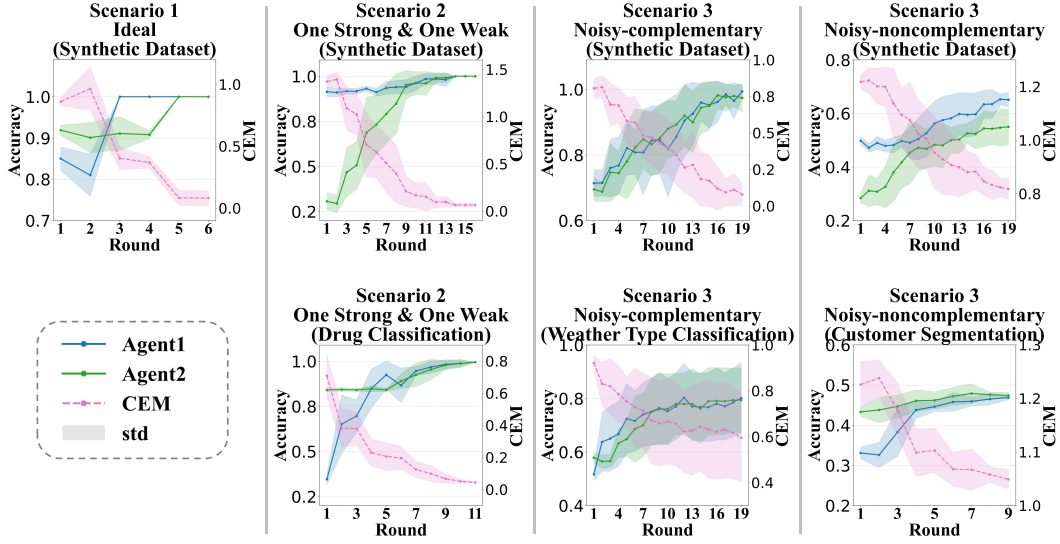 Scenario 1
Ideal
(Synthetic Dataset)
Accuracy
1.0
0.9
0.8
0.7
1.0
0.5
0.0
CEM
1 2 3 4 5 6
Round
Scenario 2
One Strong & One Weak
(Synthetic Dataset)
Accuracy
1.0
0.8
0.5
0.2
1.4
1.0
0.5
0.0
CEM
1 3 5 7 9 11 13 15
Round
Scenario 3
Noisy-complementary
(Synthetic Dataset)
Accuracy
1.0
0.8
0.6
1.0
0.8
0.5
0.2
0.0
CEM
1 4 7 10 13 16 19
Round
Scenario 3
Noisy-noncomplementary
(Synthetic Dataset)
Accuracy
0.8
0.6
0.4
0.2
1.2
1.0
0.8
CEM
1 4 7 10 13 16 19
Round
Agent1
Agent2
CEM
std
Scenario 2
One Strong & One Weak
(Drug Classification)
Accuracy
1.0
0.8
0.5
0.2
0.8
0.6
0.4
0.2
0.0
CEM
1 3 5 7 9 11
Round
Scenario 3
Noisy-complementary
(Weather Type Classification)
Accuracy
1.0
0.8
0.6
0.4
1.0
0.8
0.6
0.4
CEM
1 4 7 10 13 16 19
Round
Scenario 3
Noisy-noncomplementary
(Customer Segmentation)
Accuracy
0.6
0.5
0.4
0.3
0.2
1.3
1.2
1.1
1.0
CEM
1 3 5 7 9
Round